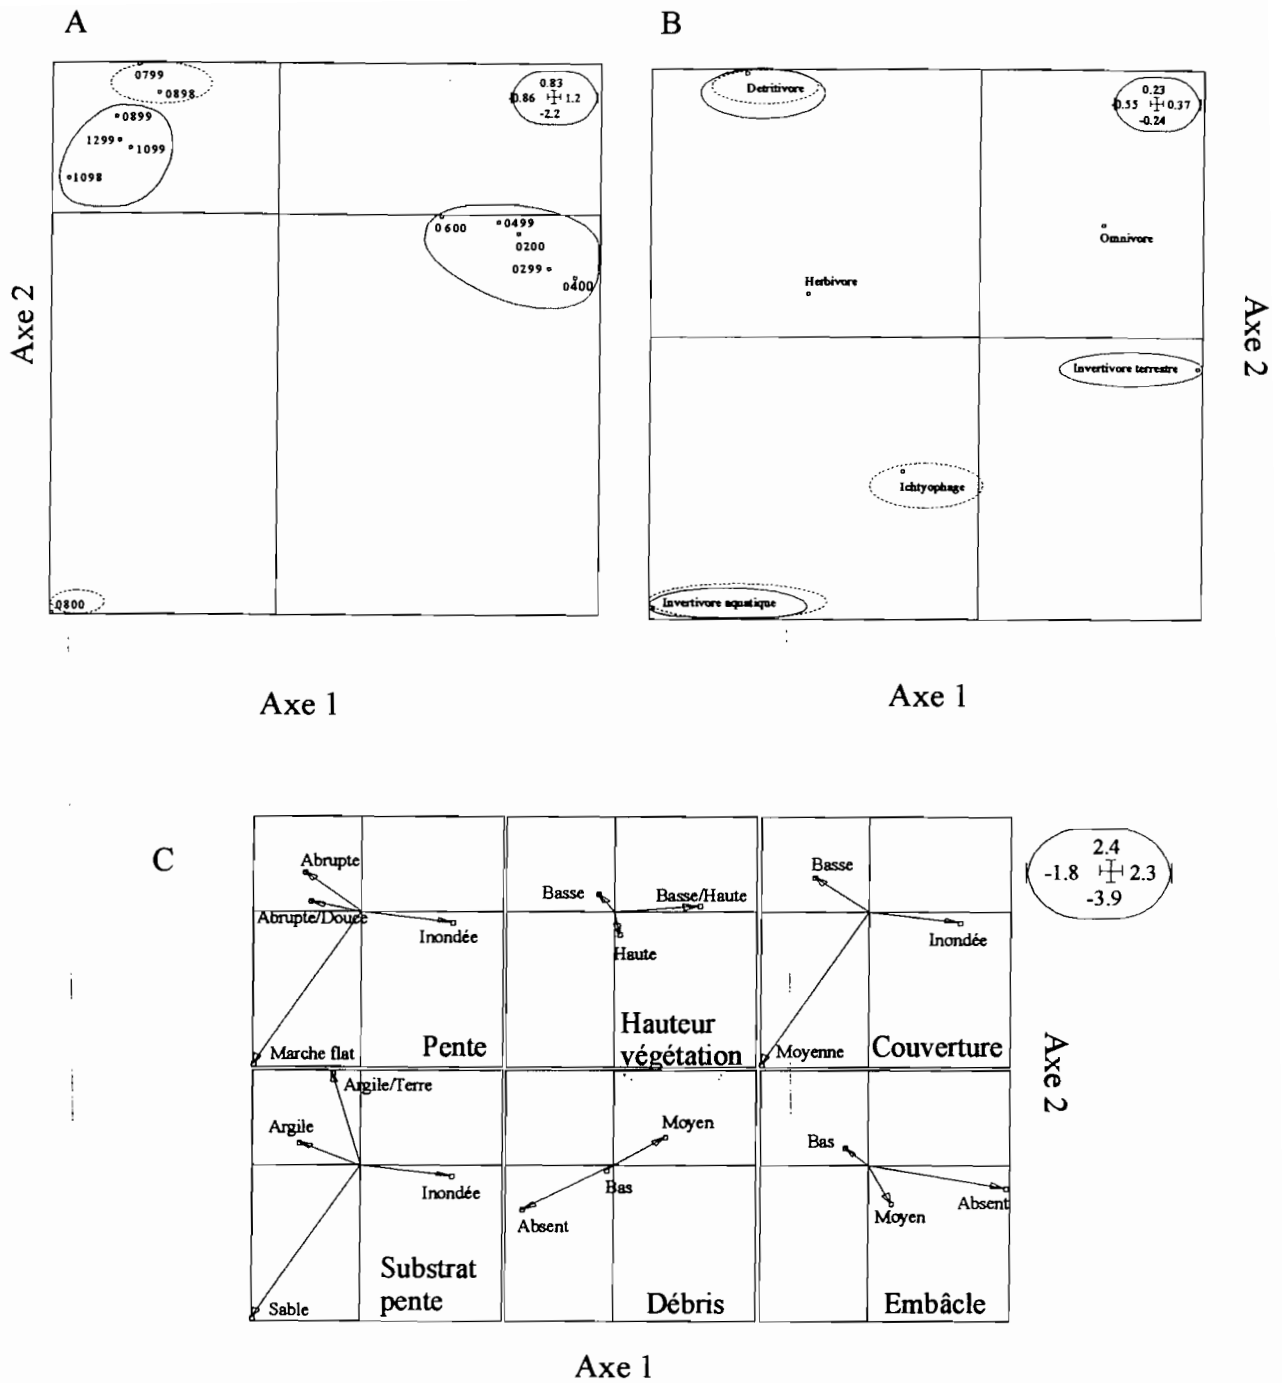 A
B
0799
0898
0899
1299
1099
1098
0.83
0.86 1.2
-2.2
0600
0499
0200
0299
0400
0800
Axe 2
Axe 1
Detritivore
0.23
0.55 0.37
-0.24
Omnivore
Herbivore
Invertivore terrestre
Ichtyophage
Invertivore aquatique
Axe 2
Axe 1
C
Abrupte
Abrupte/Douce
Inondée
Marche flat
Pente
Basse
Basse/Haute
Haute
Hauteur
végétation
Basse
Inondée
Moyenne
Couverture
2.4
-1.8 2.3
-3.9
Argile/Terre
Argile
Inondée
Sable
Substrat
pente
Moyen
Bas
Absent
Débris
Bas
Absent
Moyen
Embâcle
Axe 2
Axe 1